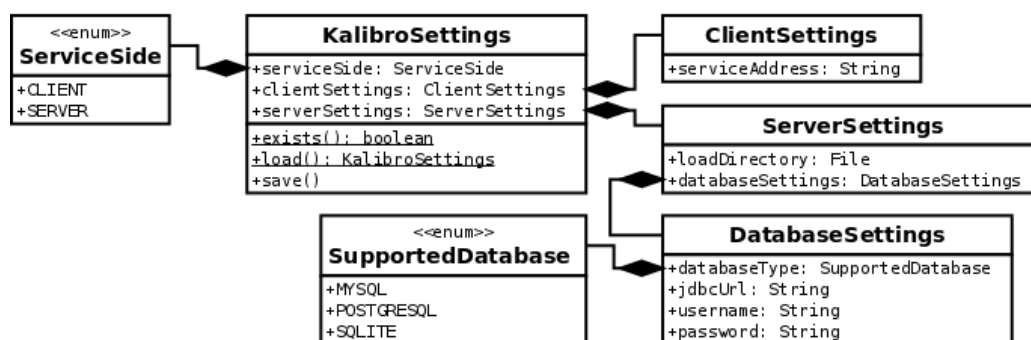 <<enum>>
ServiceSide
+CLIENT
+SERVER
KalibroSettings
+serviceSide: ServiceSide
+clientSettings: ClientSettings
+serverSettings: ServerSettings
+exists(): boolean
+load(): KalibroSettings
+save()
ClientSettings
+serviceAddress: String
ServerSettings
+loadDirectory: File
+databaseSettings: DatabaseSettings
<<enum>>
SupportedDatabase
+MYSQL
+POSTGRESQL
+SQLITE
DatabaseSettings
+databaseType: SupportedDatabase
+jdbcUrl: String
+username: String
+password: String